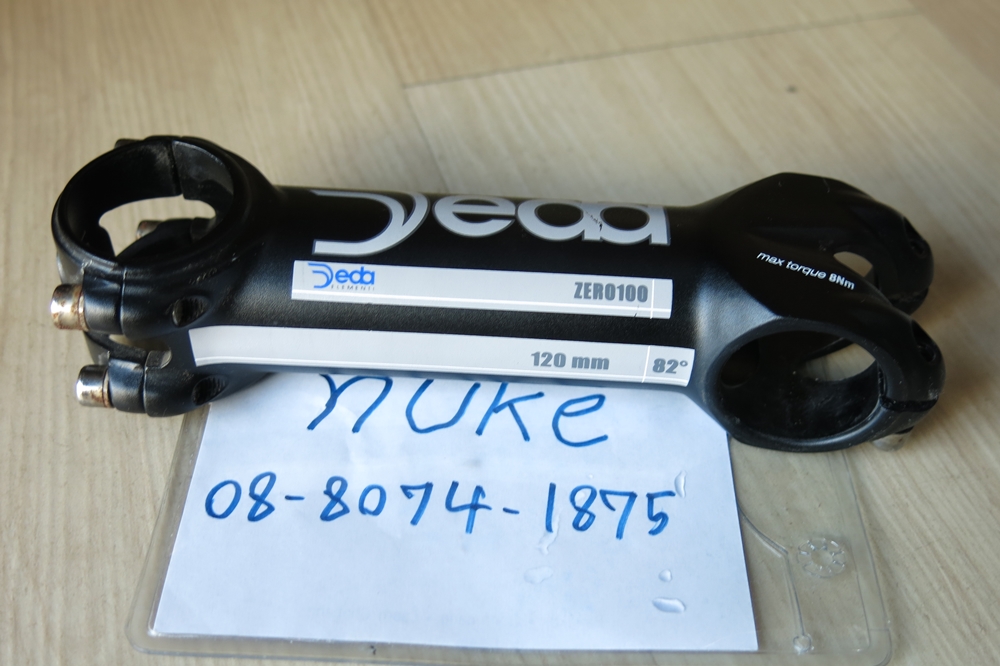 Deda
max torque 8Nm
Deda
ELEMENTI
ZERO100
120 mm
82°
nuke
08-8074-1875